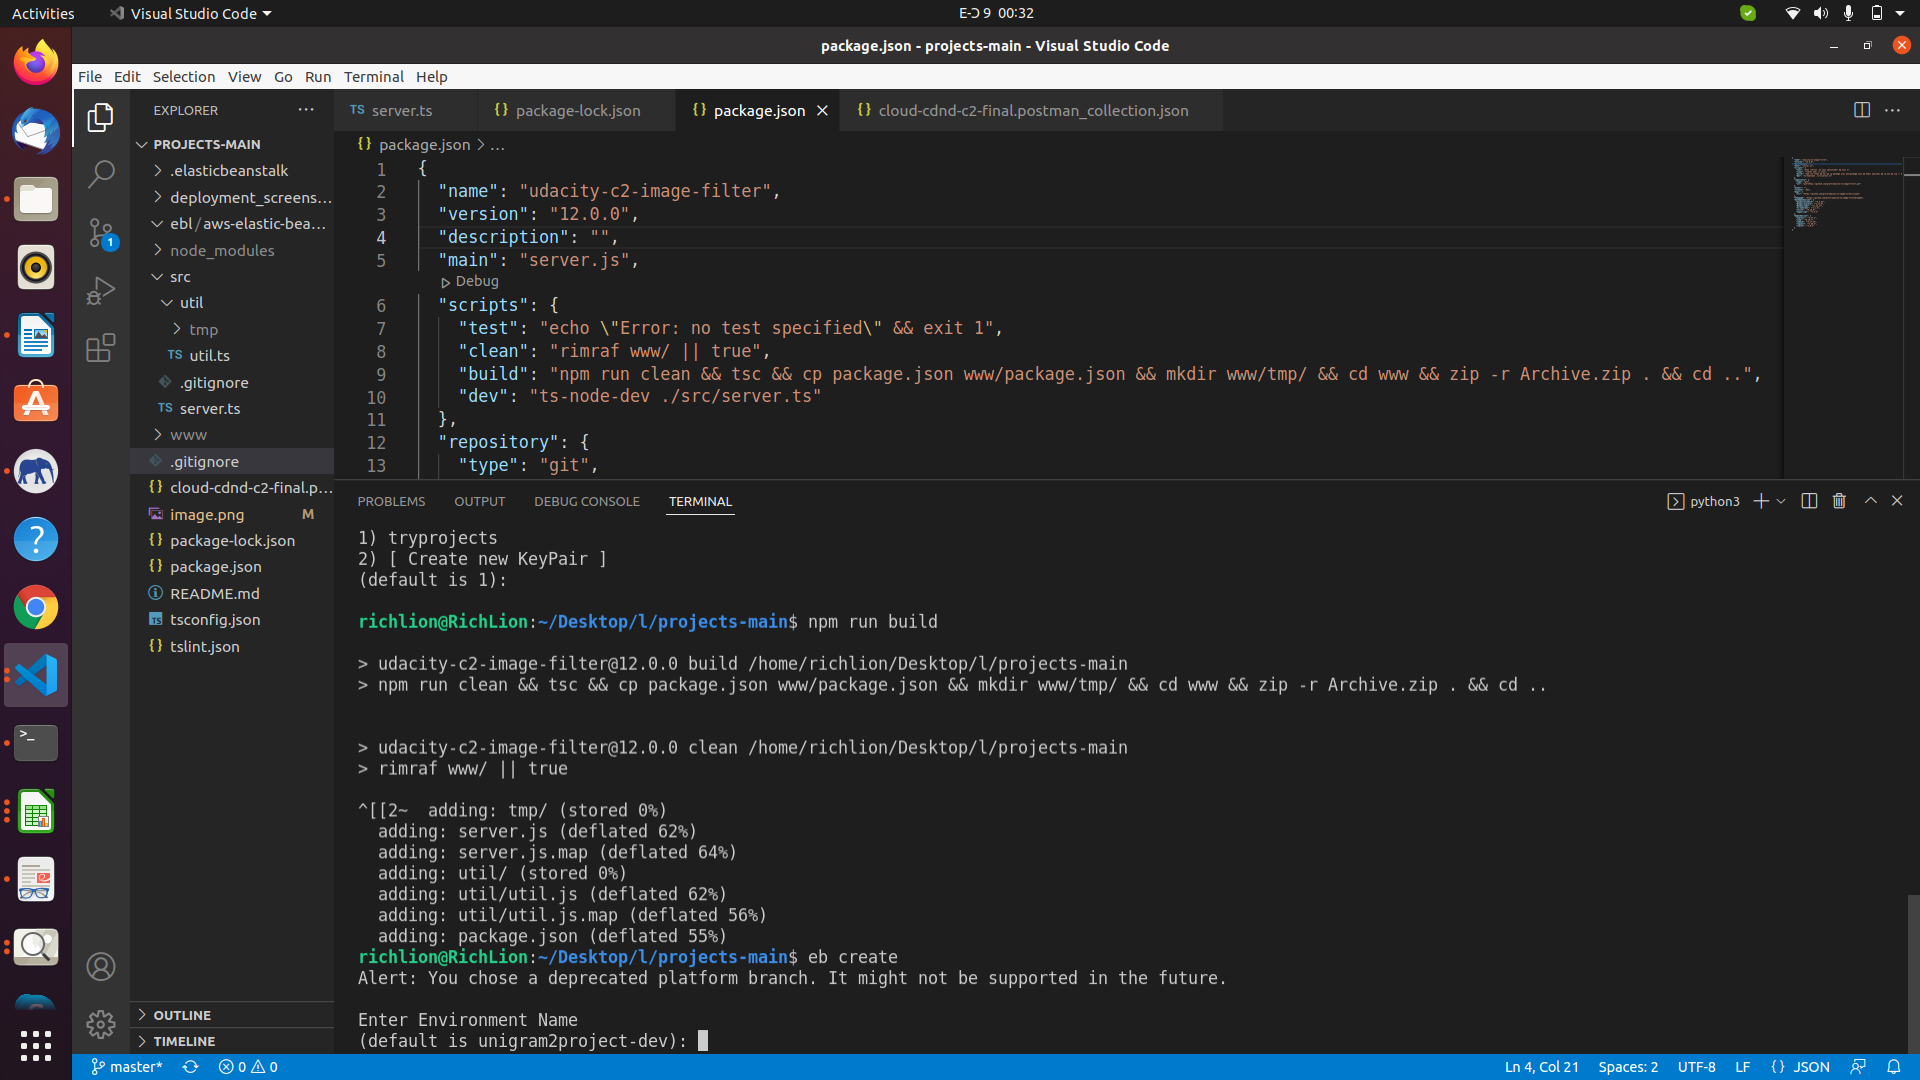 Activities
Visual Studio Code
00:32
package.json - projects-main - Visual Studio Code
File Edit Selection View Go Run Terminal Help
EXPLORER
PROJECTS-MAIN
.elasticbeanstalk
deployment_screens...
ebl / aws-elastic-bea...
node_modules
src
util
tmp
TS util.ts
.gitignore
TS server.ts
www
.gitignore
{} cloud-cdnd-c2-final.p...
image.png M
{} package-lock.json
{} package.json
README.md
TS tsconfig.json
{} tslint.json
OUTLINE
TIMELINE
1
TS server.ts
{} package-lock.json
{} package.json
{} cloud-cdnd-c2-final.postman_collection.json
{} package.json > ...
1 {
2 "name": "udacity-c2-image-filter",
3 "version": "12.0.0",
4 "description": "",
5 "main": "server.js",
Debug
6 "scripts": {
7 "test": "echo \"Error: no test specified\" && exit 1",
8 "clean": "rimraf www/ || true",
9 "build": "npm run clean && tsc && cp package.json www/package.json && mkdir www/tmp/ && cd www && zip -r Archive.zip . && cd ..",
10 "dev": "ts-node-dev ./src/server.ts"
11 },
12 "repository": {
13 "type": "git",
PROBLEMS OUTPUT DEBUG CONSOLE TERMINAL
python3
1) tryprojects
2) [ Create new KeyPair ]
(default is 1):
richlion@RichLion:~/Desktop/l/projects-main$ npm run build
> udacity-c2-image-filter@12.0.0 build /home/richlion/Desktop/l/projects-main
> npm run clean && tsc && cp package.json www/package.json && mkdir www/tmp/ && cd www && zip -r Archive.zip . && cd ..
> udacity-c2-image-filter@12.0.0 clean /home/richlion/Desktop/l/projects-main
> rimraf www/ || true
^[[2~  adding: tmp/ (stored 0%)
adding: server.js (deflated 62%)
adding: server.js.map (deflated 64%)
adding: util/ (stored 0%)
adding: util/util.js (deflated 62%)
adding: util/util.js.map (deflated 56%)
adding: package.json (deflated 55%)
richlion@RichLion:~/Desktop/l/projects-main$ eb create
Alert: You chose a deprecated platform branch. It might not be supported in the future.
Enter Environment Name
(default is unigram2project-dev):
master* 0 0
Ln 4, Col 21 Spaces: 2 UTF-8 LF {} JSON